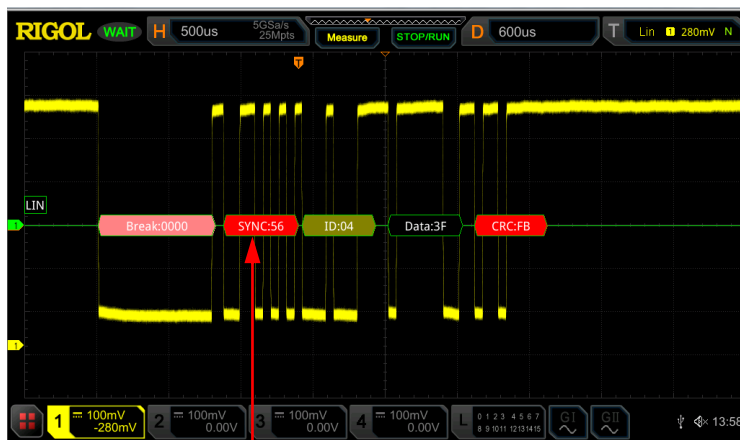 RIGOL WAIT H 500us 5GSa/s 25Mpts Measure STOP/RUN D 600us T Lin 1 280mV N
T
LIN
1 Break:0000 SYNC:56 ID:04 Data:3F CRC:FB
1
1 100mV -280mV 2 100mV 0.00V 3 100mV 0.00V 4 100mV 0.00V L 0 1 2 3 4 5 6 7 8 9 10 11 12 13 14 15 GI GII 13:58